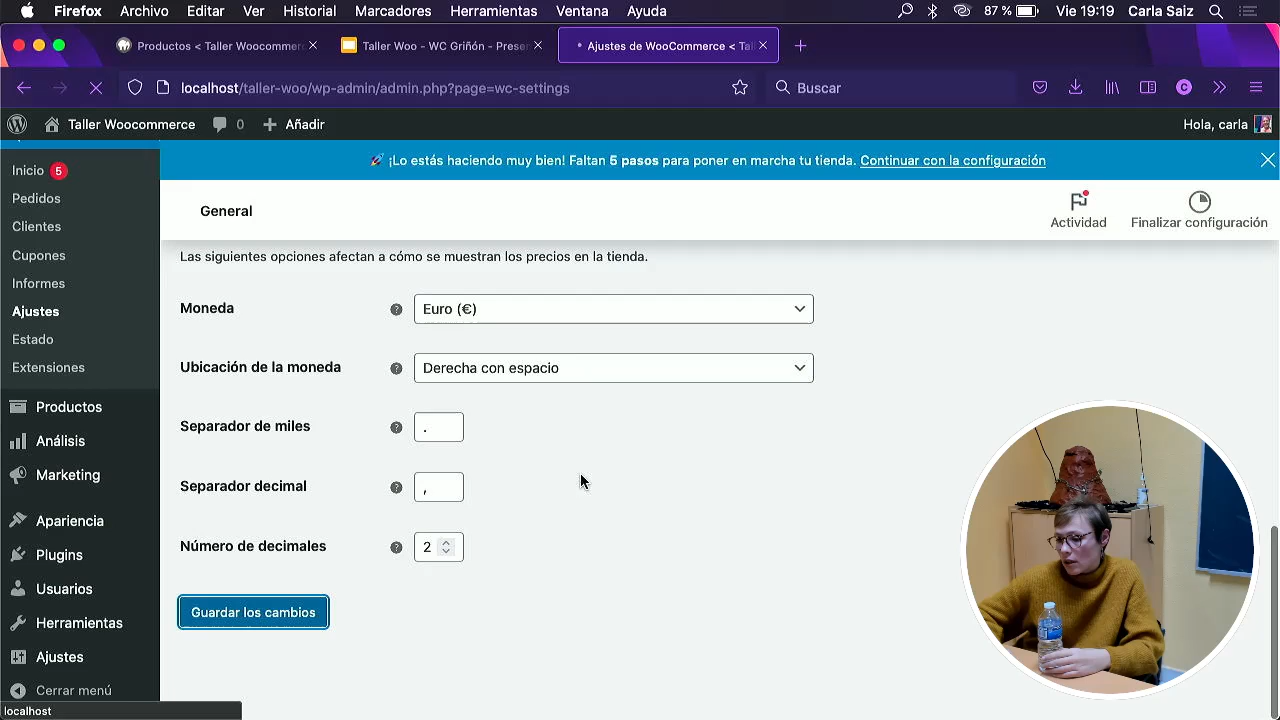 Firefox Archivo Editar Ver Historial Marcadores Herramientas Ventana Ayuda 87 % Vie 19:19 Carla Saiz
Productos < Taller Woocommer
Taller Woo - WC Griñón - Presen
Ajustes de WooCommerce < Tal
localhost/taller-woo/wp-admin/admin.php?page=wc-settings
Buscar
C
Taller Woocommerce 0 Añadir
Hola, carla
¡Lo estás haciendo muy bien! Faltan 5 pasos para poner en marcha tu tienda. Continuar con la configuración
Inicio 5
Pedidos
Clientes
Cupones
Informes
Ajustes
Estado
Extensiones
Productos
Análisis
Marketing
Apariencia
Plugins
Usuarios
Herramientas
Ajustes
Cerrar menú
General
Actividad
Finalizar configuración
Las siguientes opciones afectan a cómo se muestran los precios en la tienda.
Moneda
Euro (€)
Ubicación de la moneda
Derecha con espacio
Separador de miles
.
Separador decimal
,
Número de decimales
2
Guardar los cambios
localhost